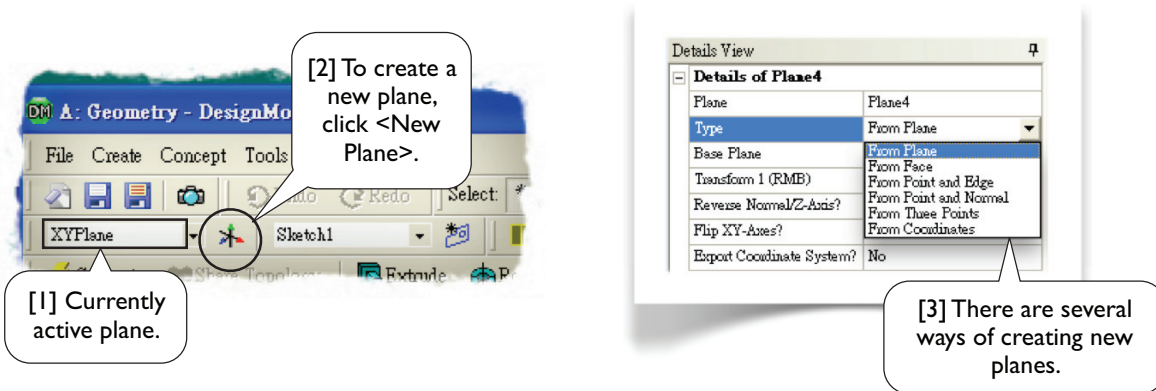 [2] To create a
new plane,
click <New
Plane>.
A: Geometry - DesignMo
File Create Concept Tools
Redo Select:
XYPlane Sketch1
Share Topology Extrude
[1] Currently
active plane.
Details View
Details of Plane4
Plane Plane4
Type From Plane
Base Plane From Plane
From Face
Transform 1 (RMB) From Point and Edge
Reverse Normal/Z-Axis? From Point and Normal
From Three Points
Flip XY-Axes? From Coordinates
Export Coordinate System? No
[3] There are several
ways of creating new
planes.